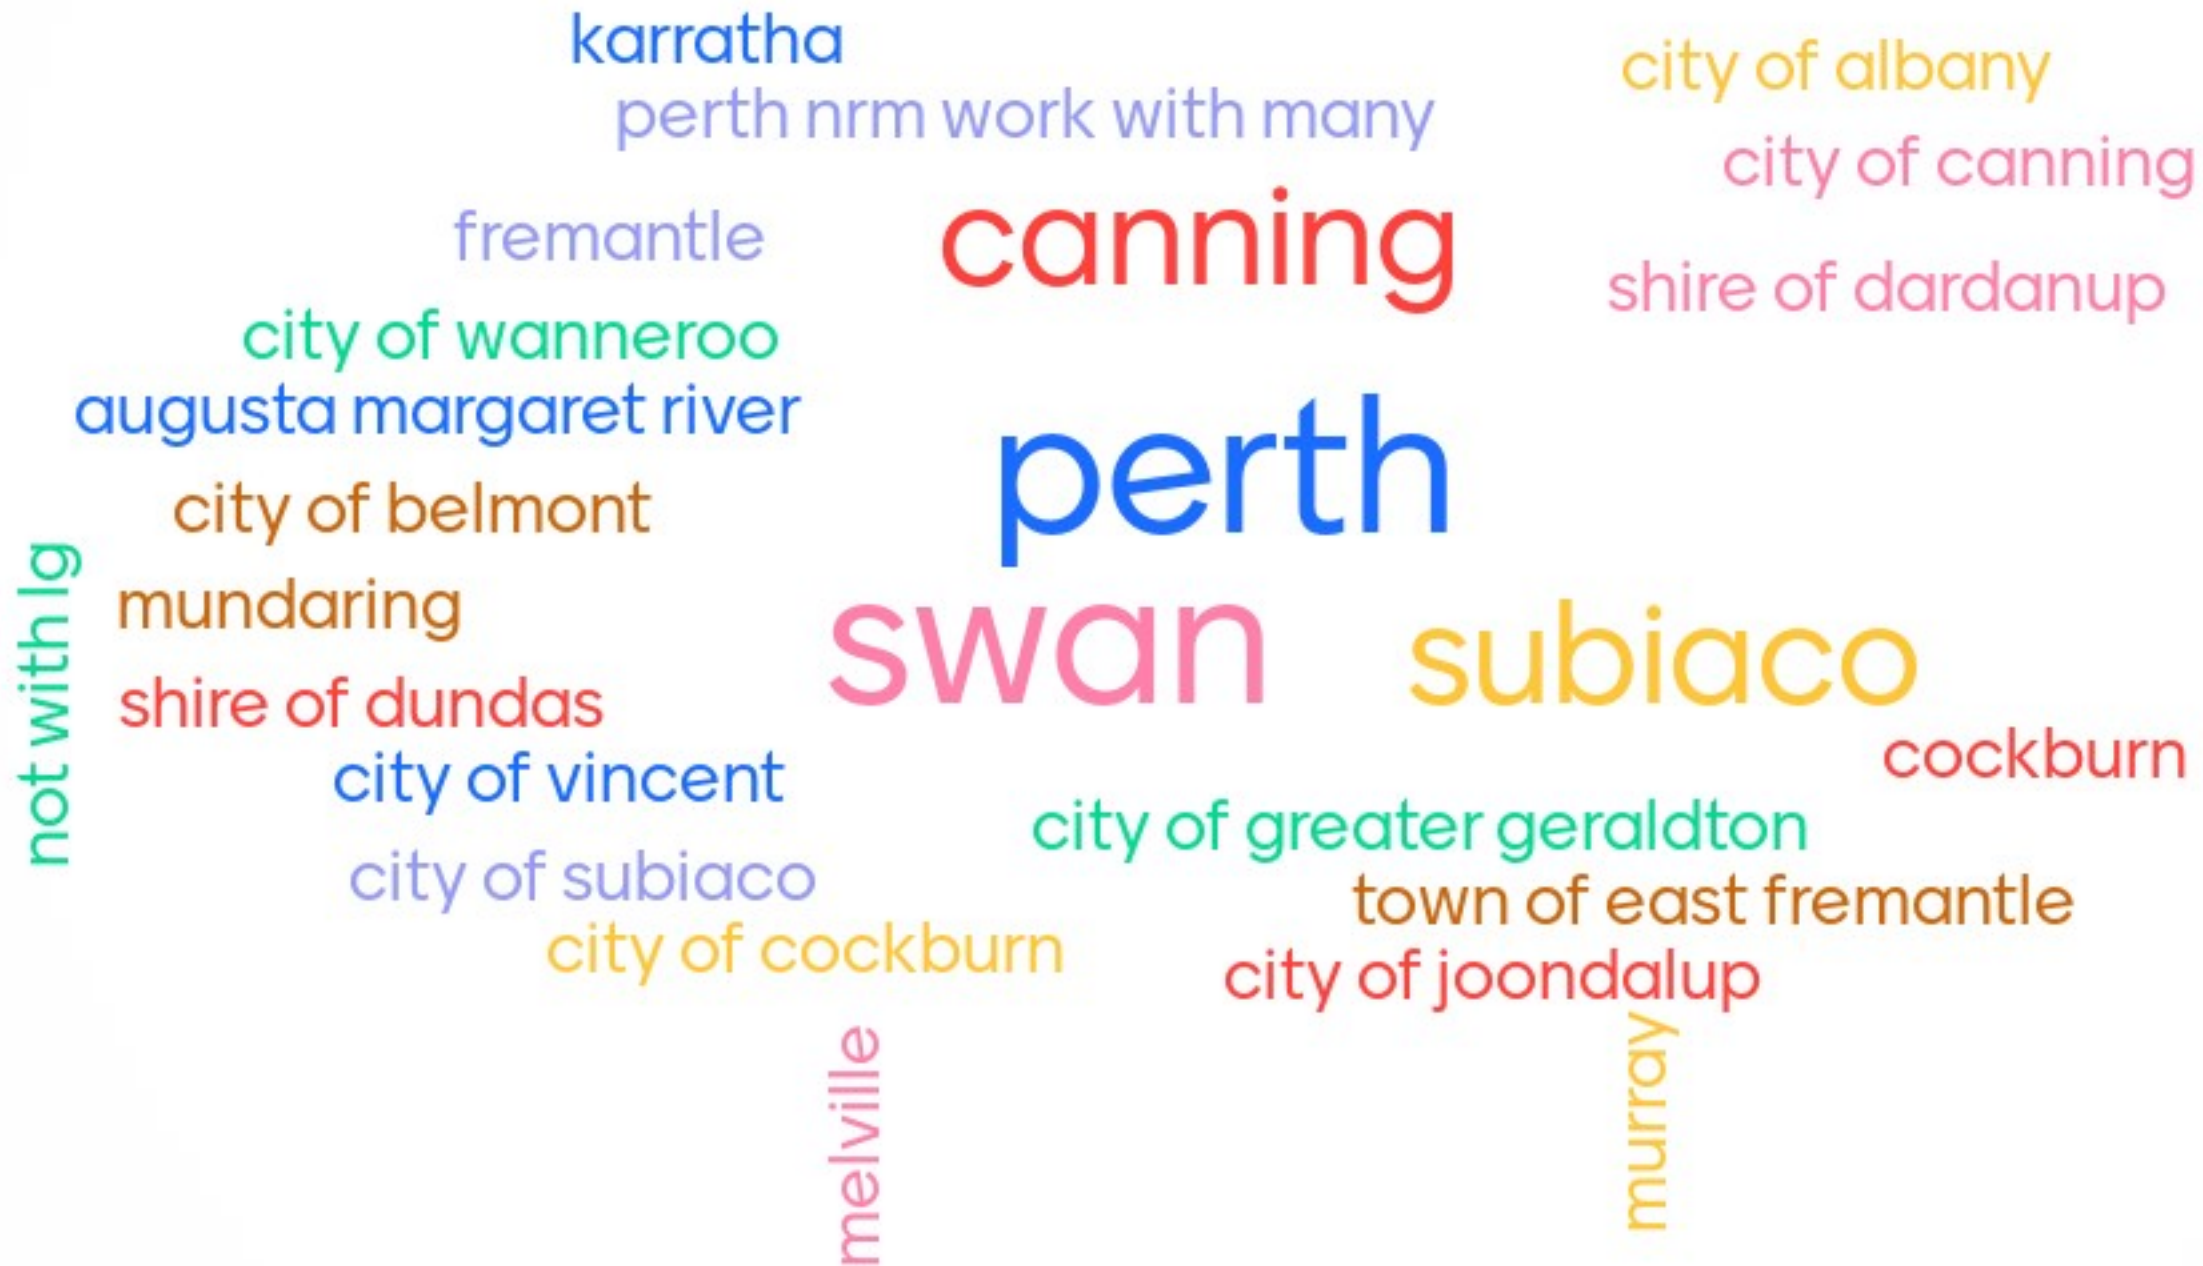 karratha
city of albany
perth nrm work with many
city of canning
fremantle
canning
shire of dardanup
city of wanneroo
augusta margaret river
perth
city of belmont
not with lg
mundaring
swan
subiaco
shire of dundas
cockburn
city of vincent
city of greater geraldton
city of subiaco
town of east fremantle
city of cockburn
city of joondalup
melville
murray